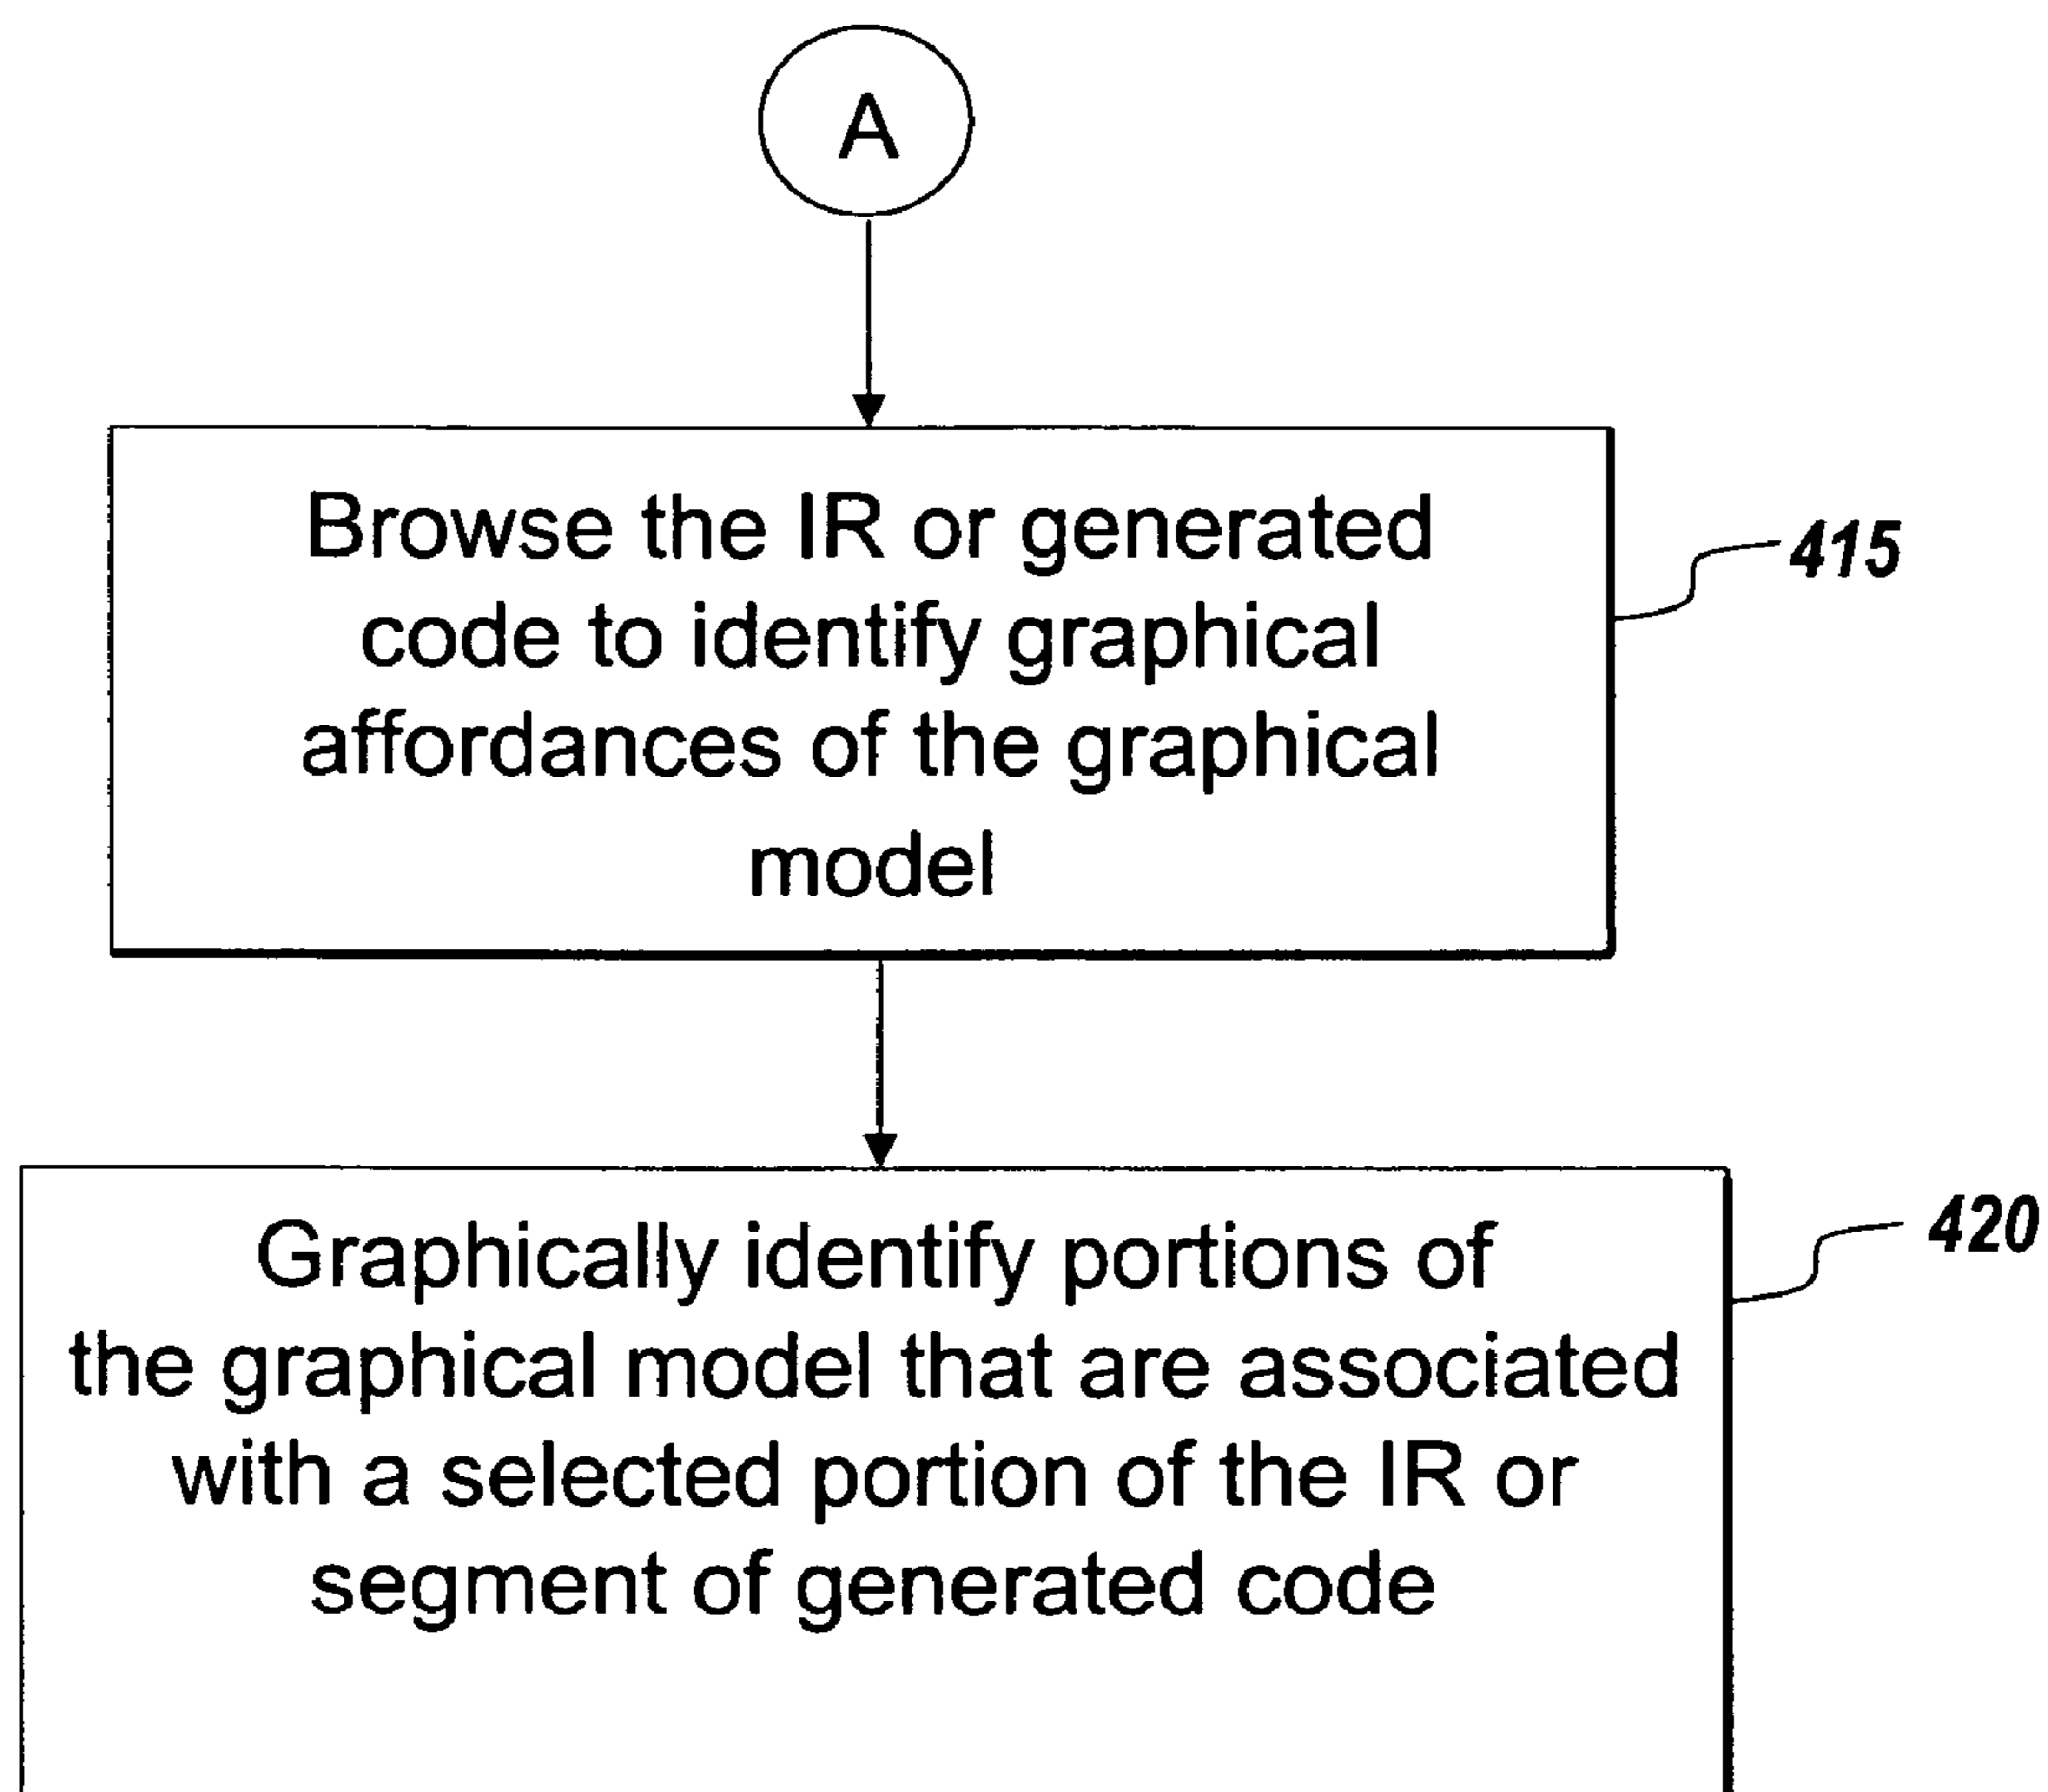 A
Browse the IR or generated
code to identify graphical
affordances of the graphical
model
415
Graphically identify portions of
the graphical model that are associated
with a selected portion of the IR or
segment of generated code
420